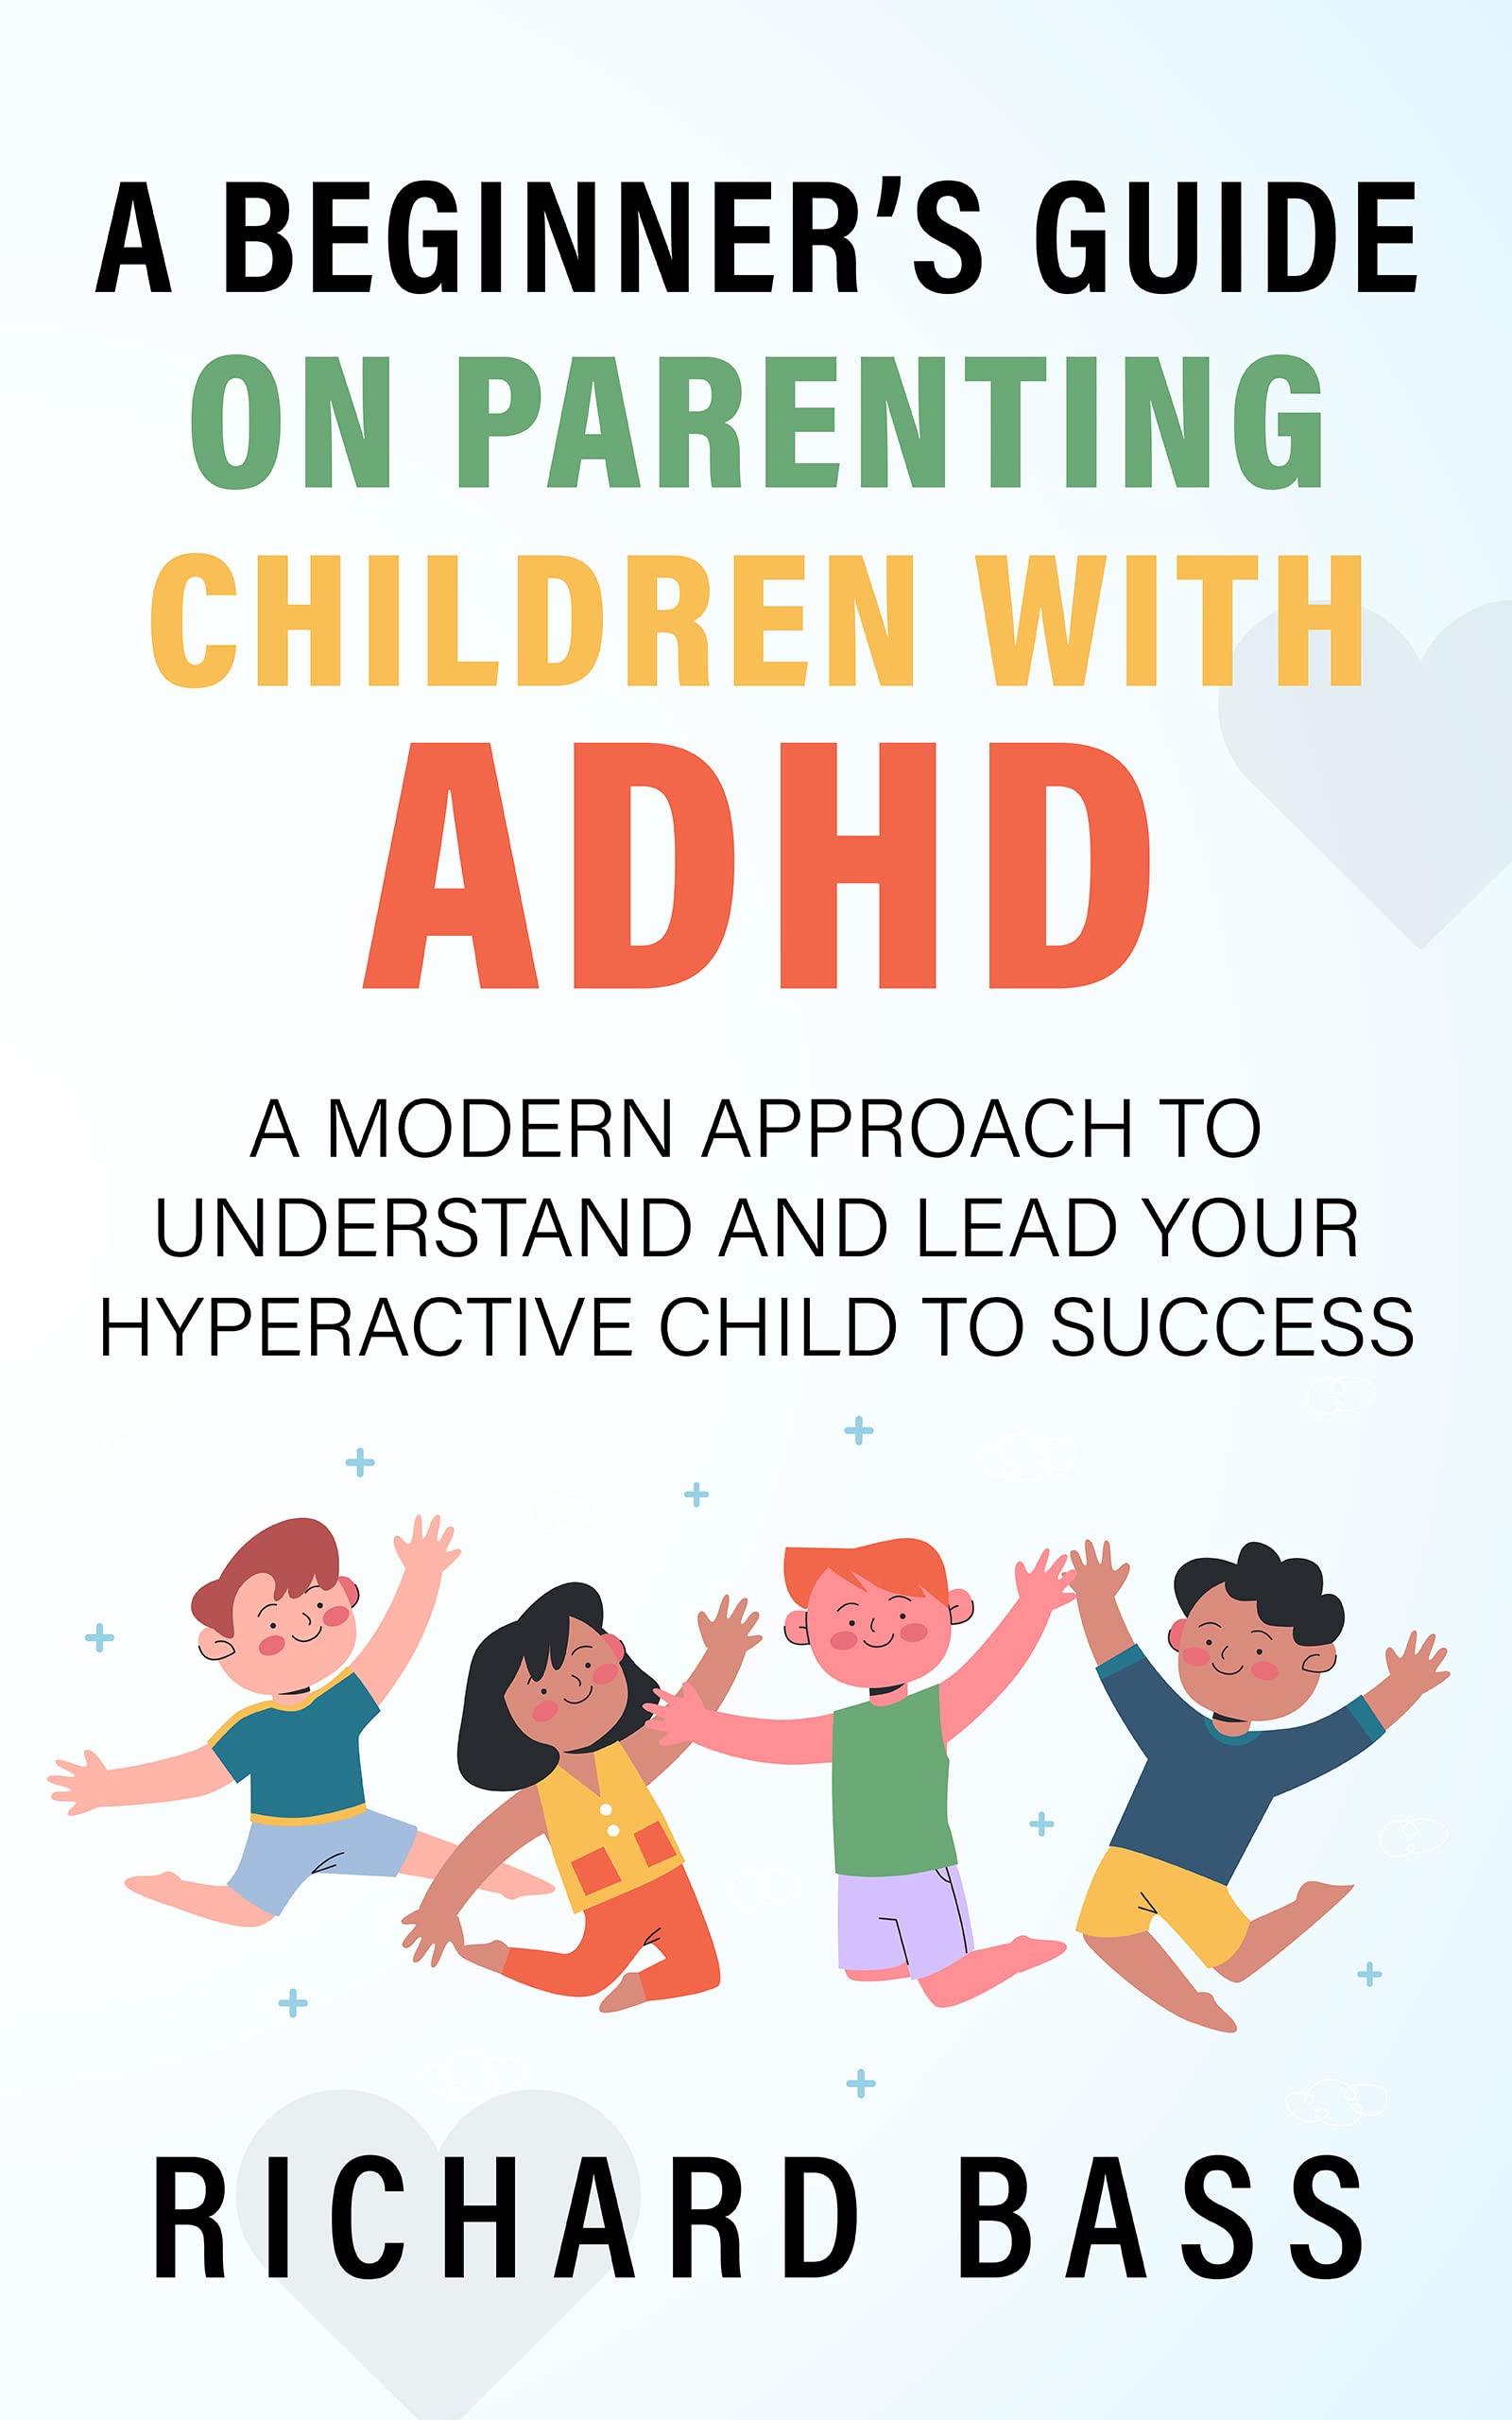 A BEGINNER’S GUIDE
ON PARENTING
CHILDREN WITH
ADHD
A MODERN APPROACH TO
UNDERSTAND AND LEAD YOUR
HYPERACTIVE CHILD TO SUCCESS
RICHARD BASS